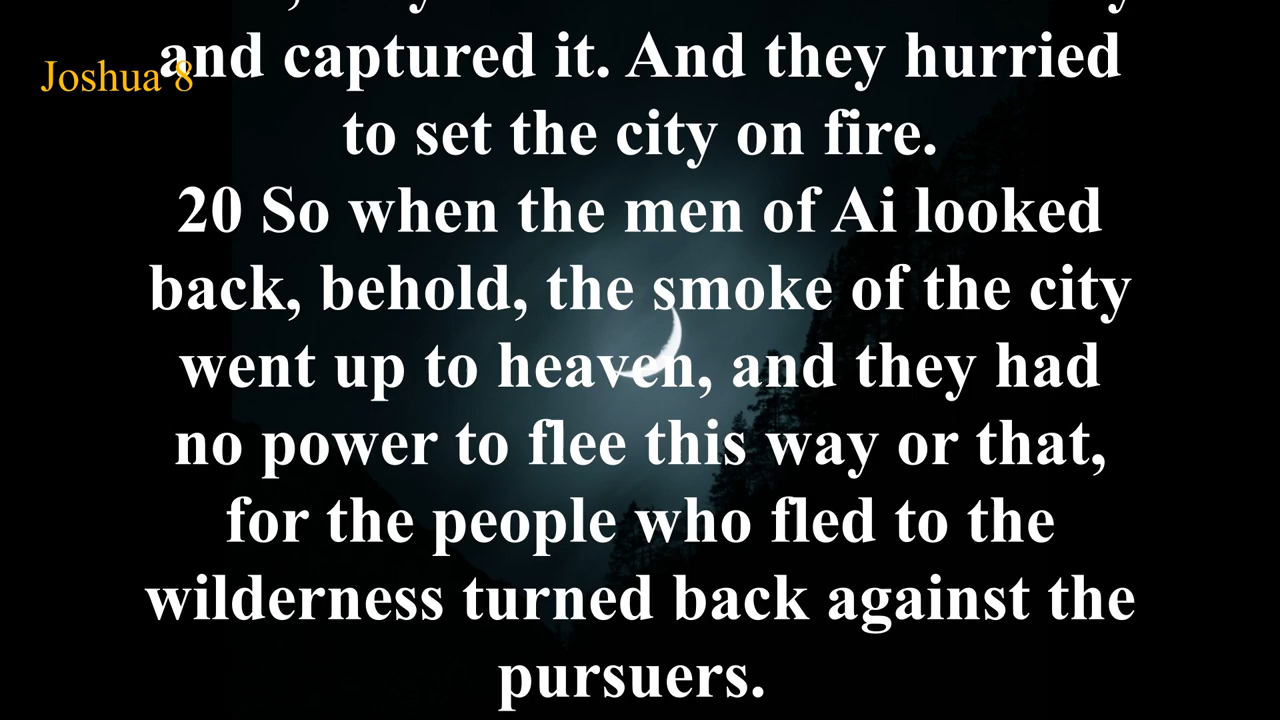 Joshua 8
and captured it. And they hurried
to set the city on fire.
20 So when the men of Ai looked
back, behold, the smoke of the city
went up to heaven, and they had
no power to flee this way or that,
for the people who fled to the
wilderness turned back against the
pursuers.